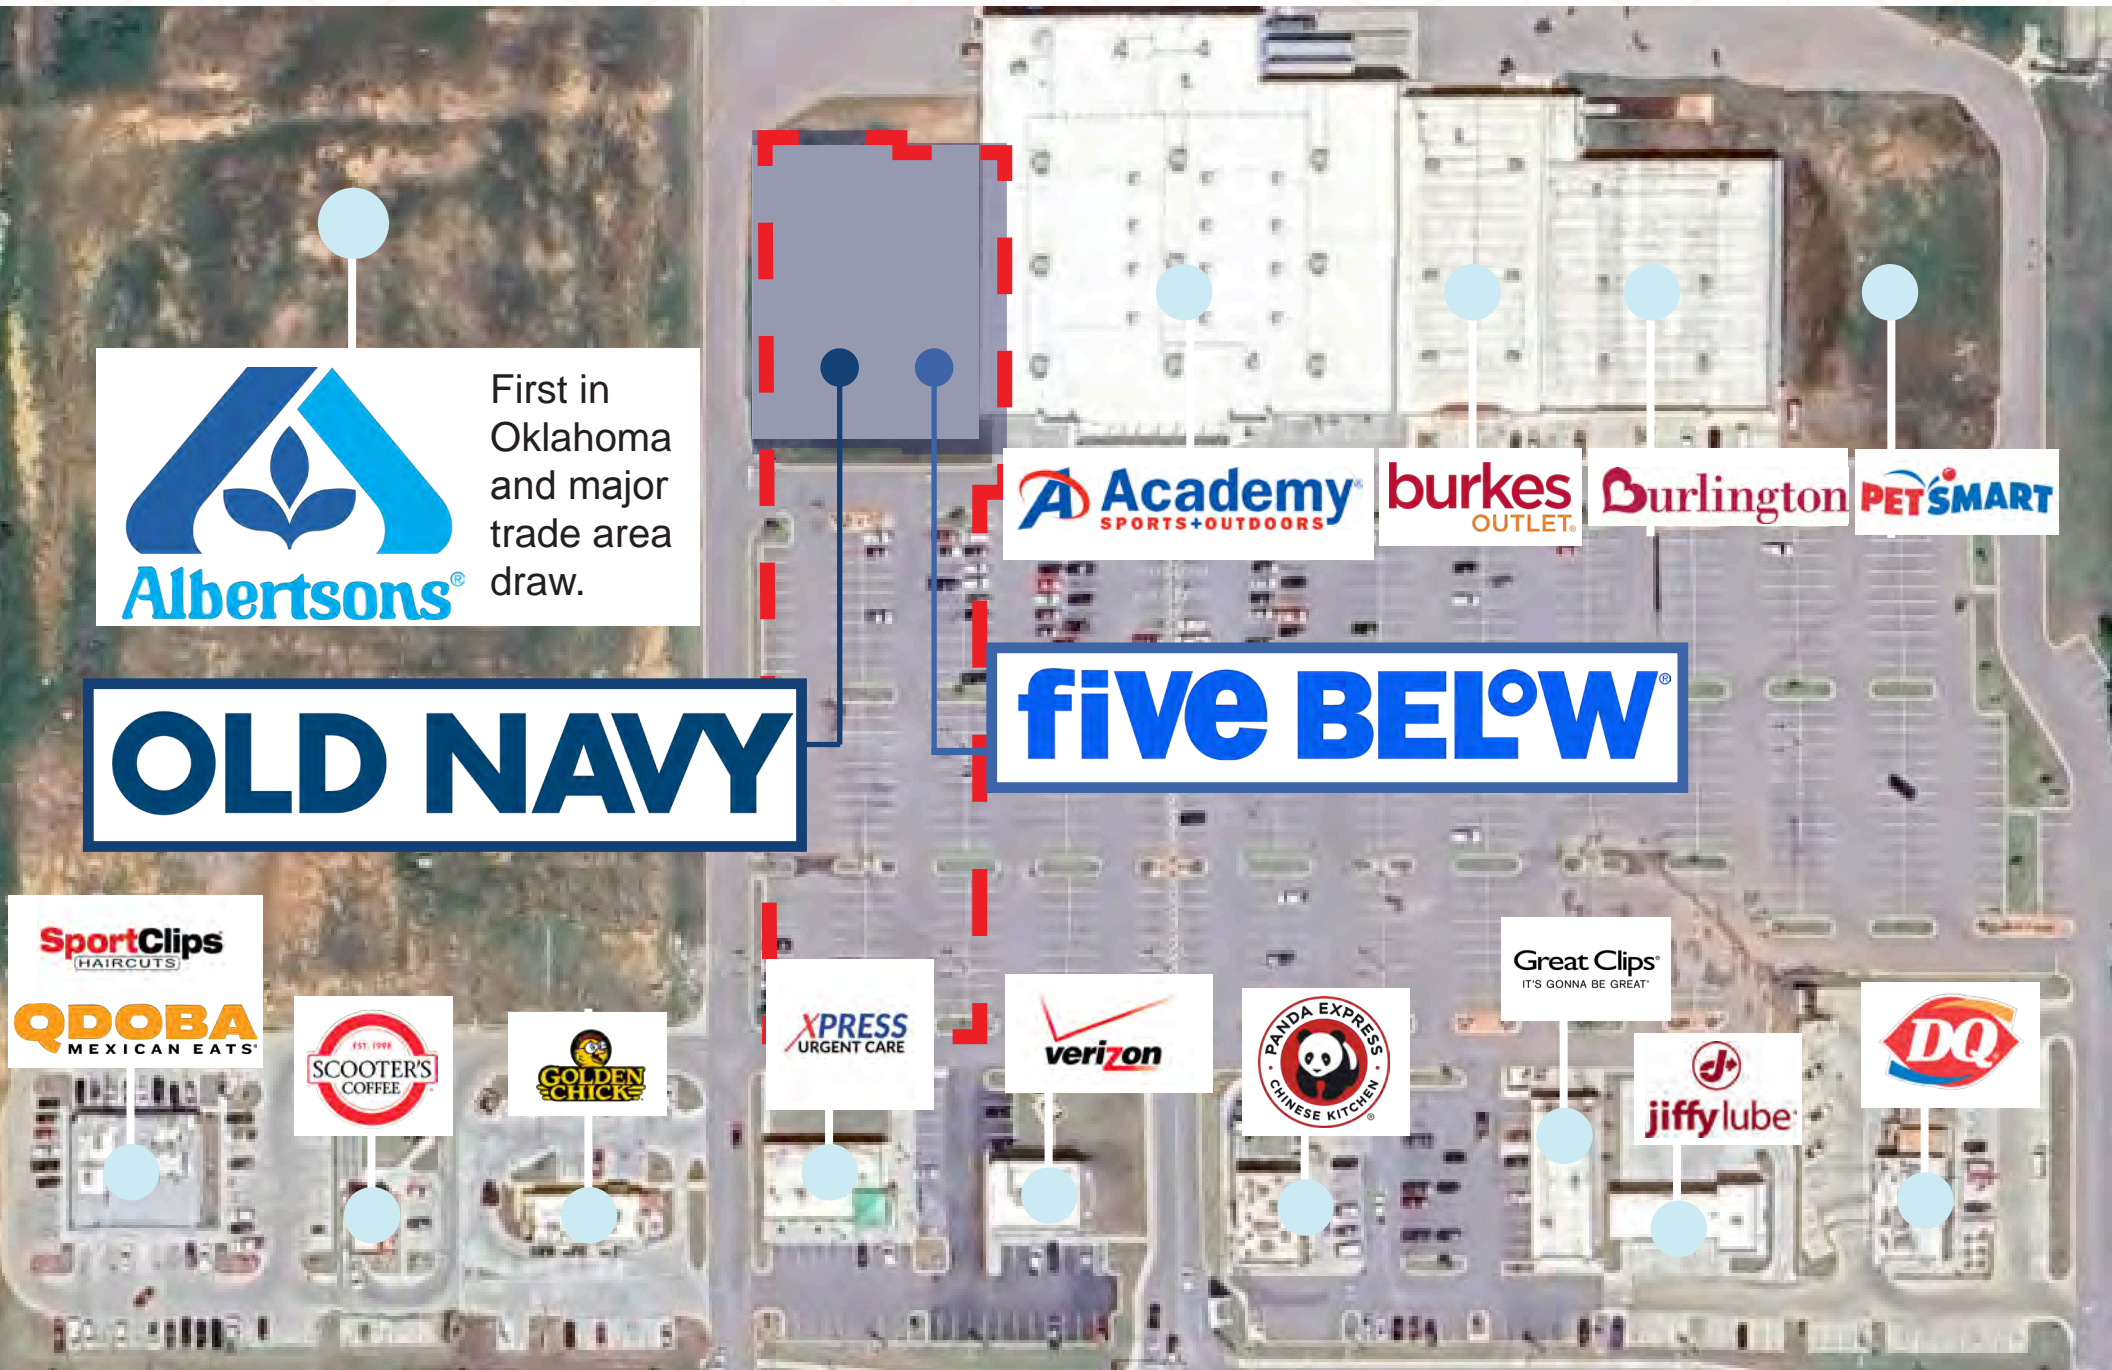 First in
Oklahoma
and major
trade area
draw.
Albertsons®
Academy®
SPORTS+OUTDOORS
burkes
OUTLET®
Burlington
PETSMART
OLD NAVY
fiVe BELOW®
SportClips
HAIRCUTS
QDOBA
MEXICAN EATS®
EST. 1998
SCOOTER'S
COFFEE
GOLDEN
CHICK
XPRESS
URGENT CARE
verizon
PANDA EXPRESS
CHINESE KITCHEN®
Great Clips®
IT'S GONNA BE GREAT®
jiffy lube
DQ